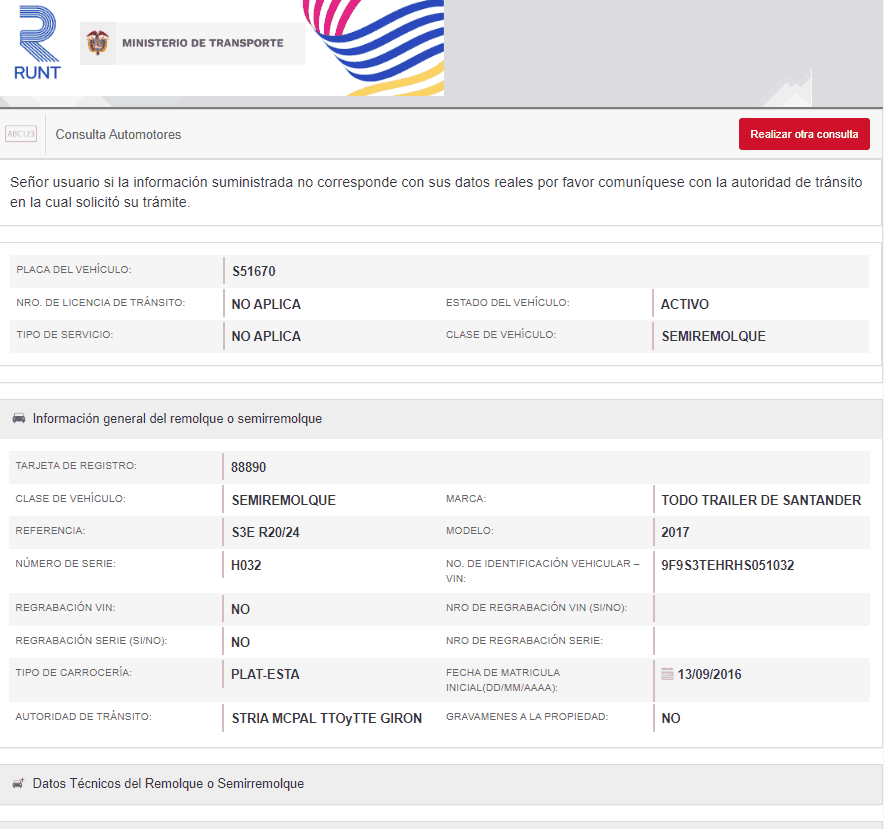 RUNT
MINISTERIO DE TRANSPORTE
ABC123
Consulta Automotores
Realizar otra consulta
Señor usuario si la información suministrada no corresponde con sus datos reales por favor comuníquese con la autoridad de tránsito
en la cual solicitó su trámite.
PLACA DEL VEHÍCULO: S51670
NRO. DE LICENCIA DE TRÁNSITO: NO APLICA ESTADO DEL VEHÍCULO: ACTIVO
TIPO DE SERVICIO: NO APLICA CLASE DE VEHÍCULO: SEMIREMOLQUE
Información general del remolque o semirremolque
TARJETA DE REGISTRO: 88890
CLASE DE VEHÍCULO: SEMIREMOLQUE MARCA: TODO TRAILER DE SANTANDER
REFERENCIA: S3E R20/24 MODELO: 2017
NÚMERO DE SERIE: H032 NO. DE IDENTIFICACIÓN VEHICULAR –
VIN: 9F9S3TEHRHS051032
REGRABACIÓN VIN: NO NRO DE REGRABACIÓN VIN (SI/NO):
REGRABACIÓN SERIE (SI/NO): NO NRO DE REGRABACIÓN SERIE:
TIPO DE CARROCERÍA: PLAT-ESTA FECHA DE MATRICULA
INICIAL(DD/MM/AAAA): 13/09/2016
AUTORIDAD DE TRÁNSITO: STRIA MCPAL TTOyTTE GIRON GRAVAMENES A LA PROPIEDAD: NO
Datos Técnicos del Remolque o Semirremolque